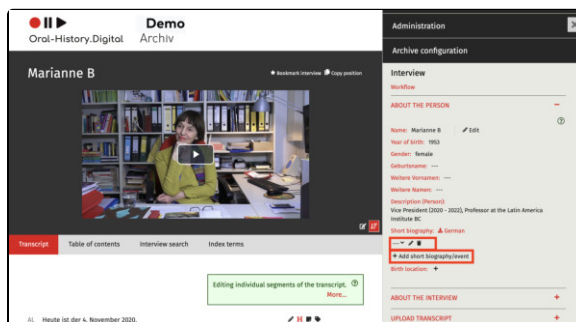 Oral-History.Digital
Demo
Archiv
Marianne B
Bookmark interview
Copy position
Transcript
Table of contents
Interview search
Index terms
Editing individual segments of the transcript.
More...
AL Heute ist der 4. November 2020.
H
Administration
Archive configuration
Interview
Workflow
ABOUT THE PERSON
Name: Marianne B Edit
Year of birth: 1953
Gender: female
Geburtsname: ---
Weitere Vornamen: ---
Weitere Namen: ---
Description (Person):
Vice President (2020 - 2022), Professor at the Latin America
Institute BC
Short biography: German
---
+ Add short biography/event
Birth location: +
ABOUT THE INTERVIEW +
UPLOAD TRANSCRIPT +